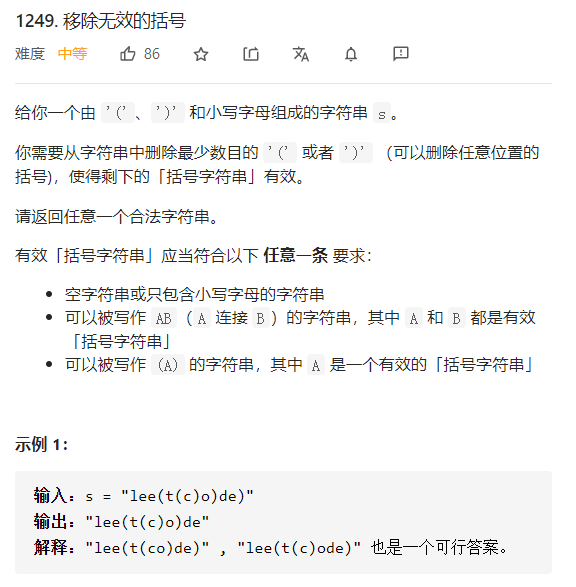 1249. 移除无效的括号
难度 中等 86
给你一个由 '('、')' 和小写字母组成的字符串 s。
你需要从字符串中删除最少数目的 '(' 或者 ')' （可以删除任意位置的
括号)，使得剩下的「括号字符串」有效。
请返回任意一个合法字符串。
有效「括号字符串」应当符合以下 任意一条 要求：
• 空字符串或只包含小写字母的字符串
• 可以被写作 AB（A 连接 B）的字符串，其中 A 和 B 都是有效
「括号字符串」
• 可以被写作 (A) 的字符串，其中 A 是一个有效的「括号字符串」
示例 1：
输入：s = "lee(t(c)o)de)"
输出："lee(t(c)o)de"
解释："lee(t(co)de)" , "lee(t(c)ode)" 也是一个可行答案。